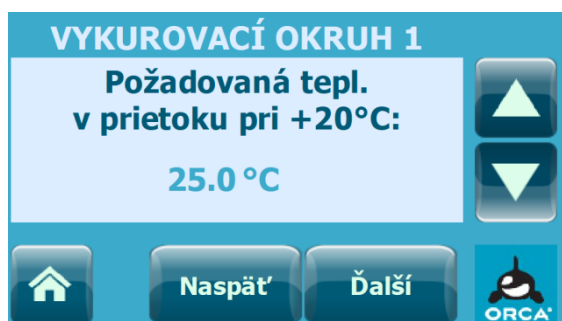 VYKUROVACÍ OKRUH 1
Požadovaná tepl.
v prietoku pri +20°C:
25.0 °C
Naspäť
Ďalší
ORCA